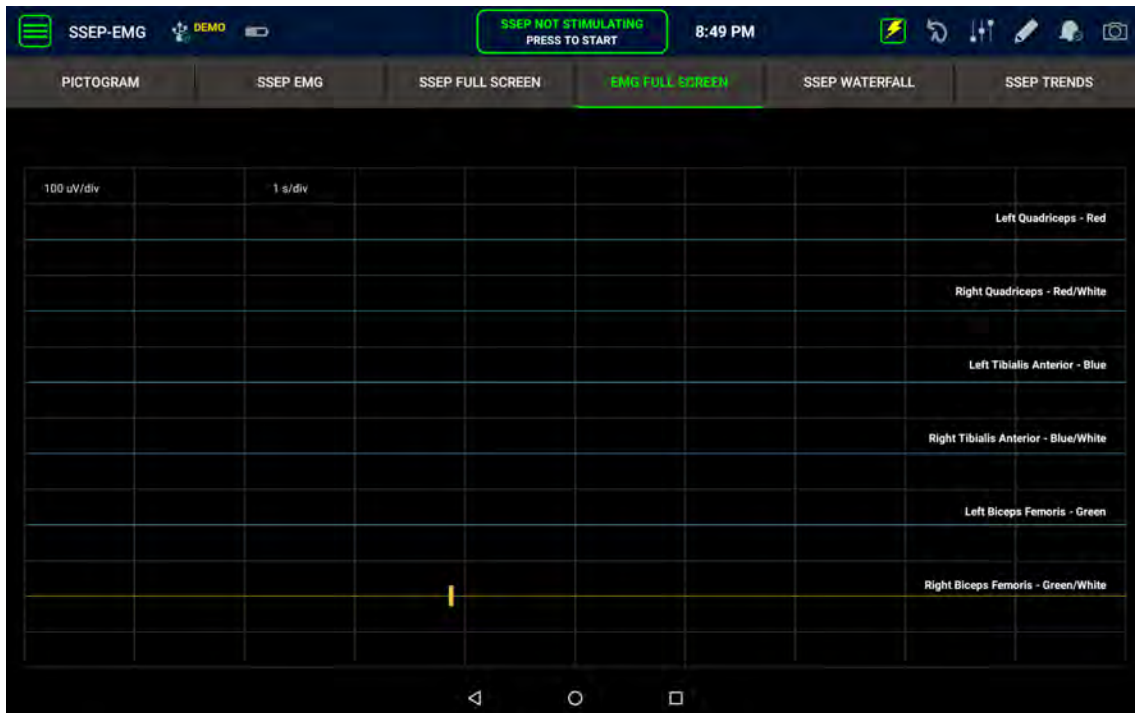 SSEP-EMG
DEMO
SSEP NOT STIMULATING
PRESS TO START
8:49 PM
PICTOGRAM
SSEP EMG
SSEP FULL SCREEN
EMG FULL SCREEN
SSEP WATERFALL
SSEP TRENDS
100 uV/div
1 s/div
Left Quadriceps - Red
Right Quadriceps - Red/White
Left Tibialis Anterior - Blue
Right Tibialis Anterior - Blue/White
Left Biceps Femoris - Green
Right Biceps Femoris - Green/White